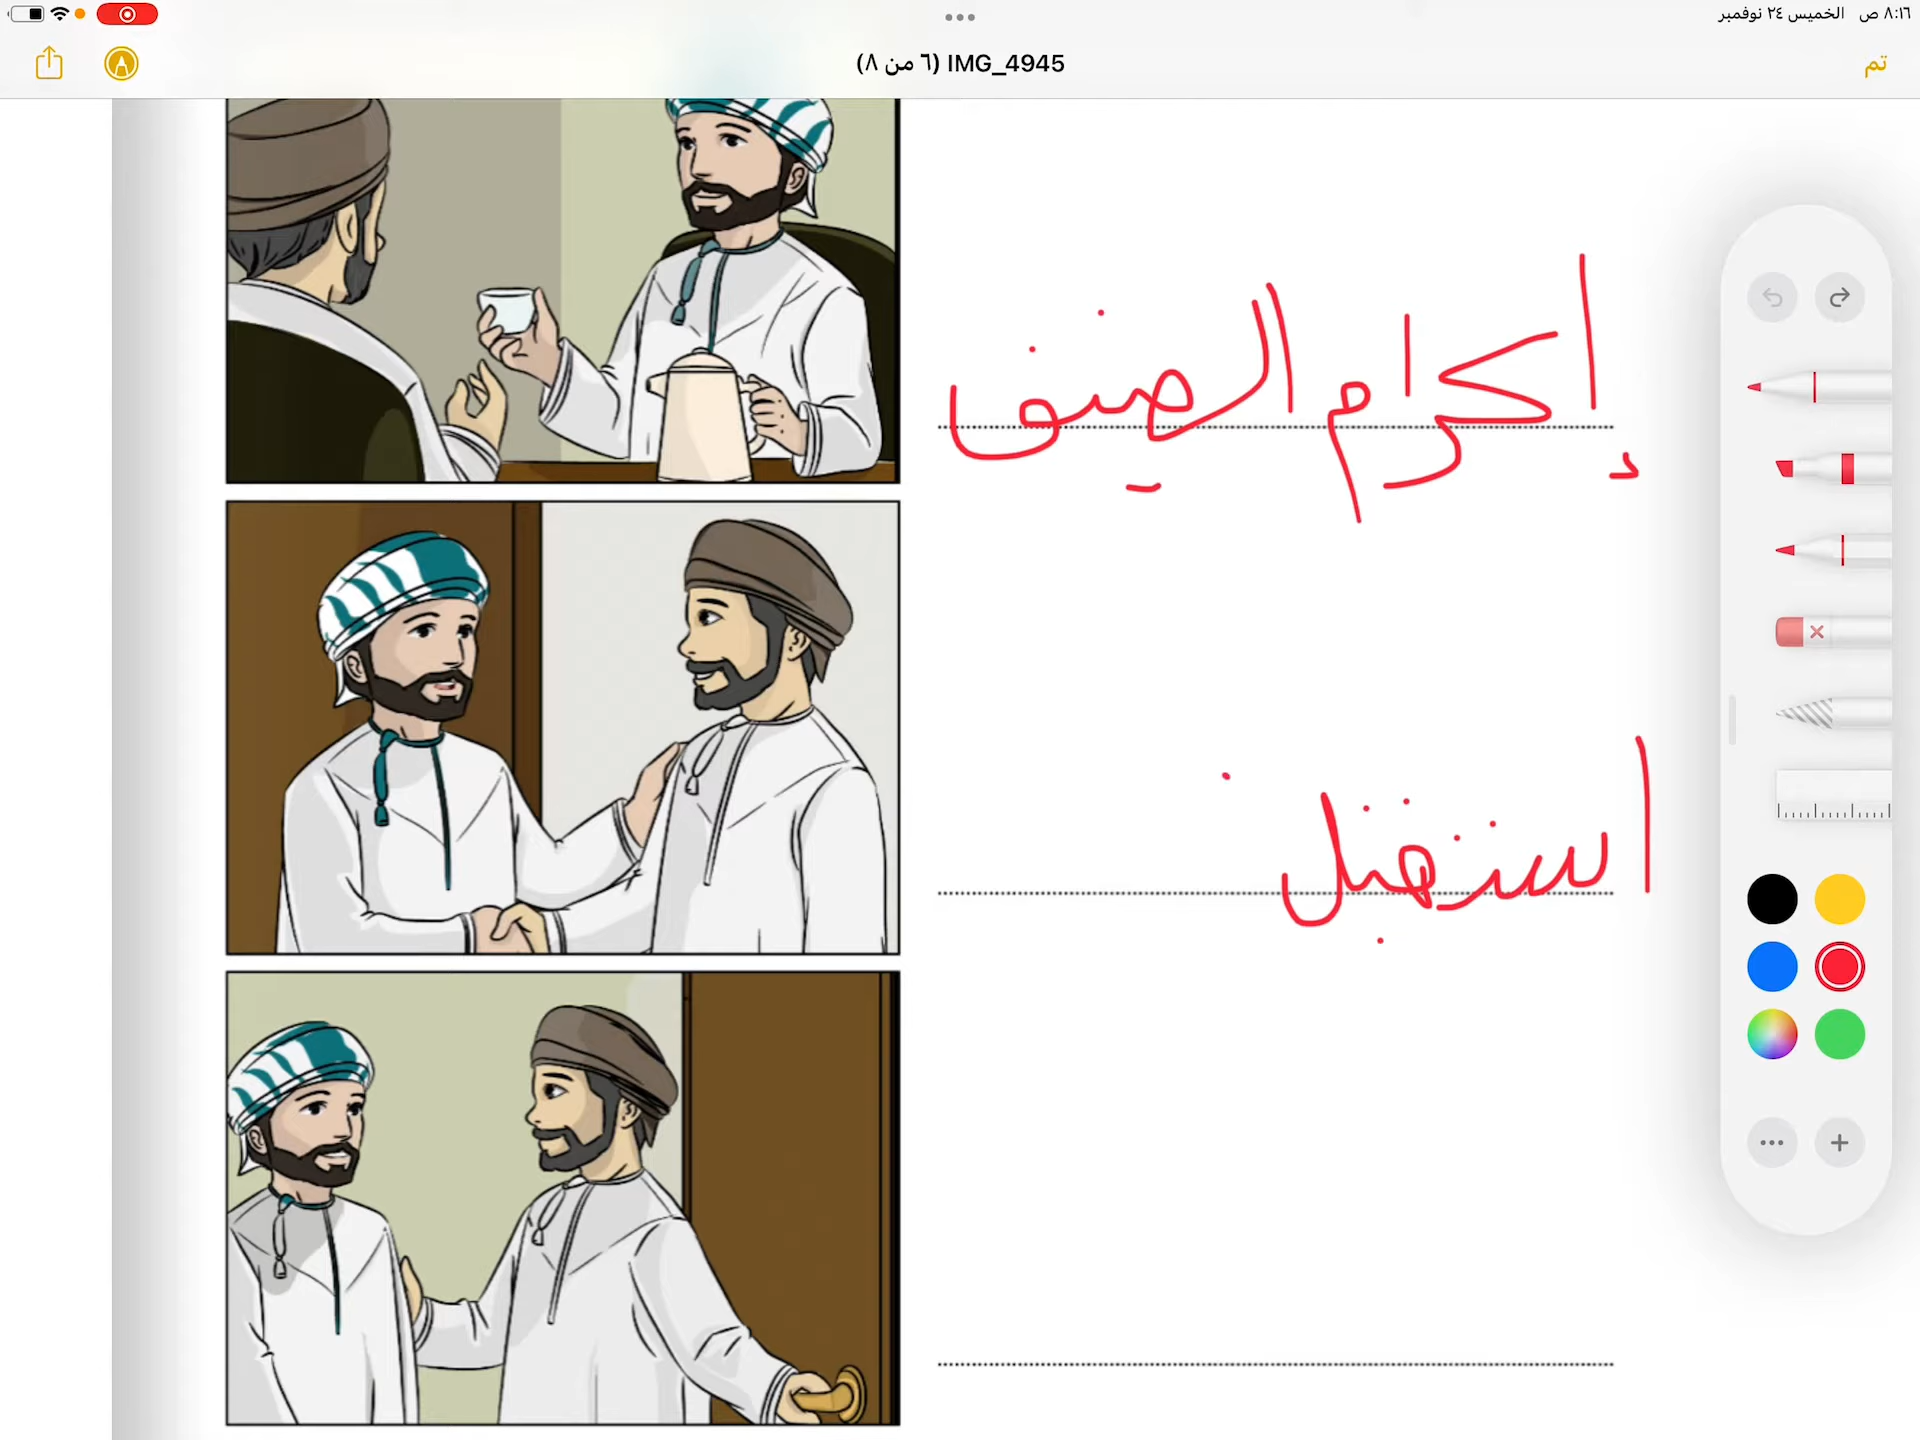 ٨:١٦ ص الخميس ٢٤ نوفمبر
IMG_4945 (٦ من ٨)
تم
إكرام الضيف
استقبل